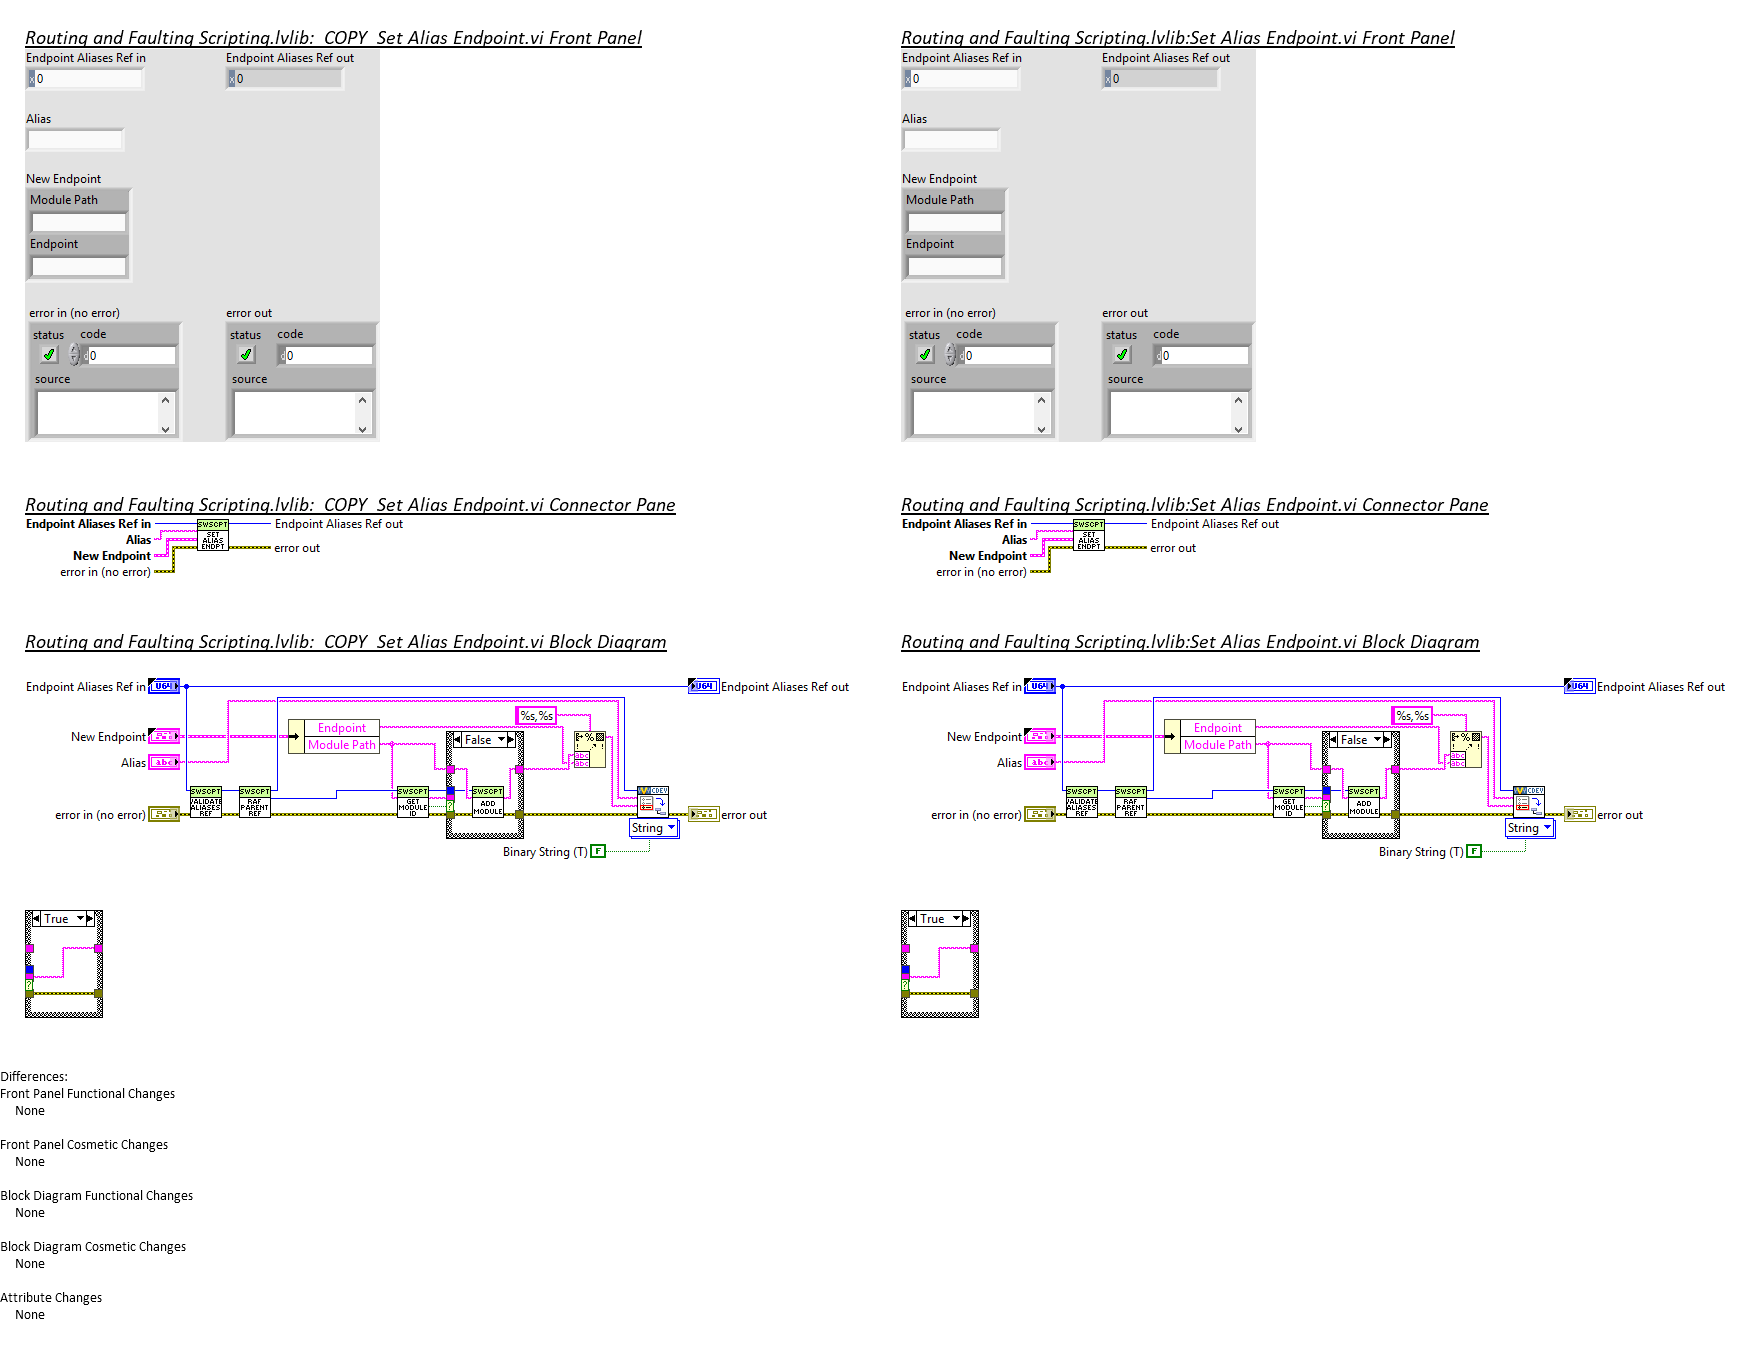 Routing and Faulting Scripting.lvlib:  COPY  Set Alias Endpoint.vi Front Panel
Endpoint Aliases Ref in
Endpoint Aliases Ref out
x 0
x 0
Alias
New Endpoint
Module Path
Endpoint
error in (no error)
error out
status code
status code
d 0
d 0
source
source
Routing and Faulting Scripting.lvlib:Set Alias Endpoint.vi Front Panel
Endpoint Aliases Ref in
Endpoint Aliases Ref out
x 0
x 0
Alias
New Endpoint
Module Path
Endpoint
error in (no error)
error out
status code
status code
d 0
d 0
source
source
Routing and Faulting Scripting.lvlib:  COPY  Set Alias Endpoint.vi Connector Pane
Endpoint Aliases Ref in
Alias
New Endpoint
error in (no error)
SWSCPT
SET
ALIAS
ENDPT
Endpoint Aliases Ref out
error out
Routing and Faulting Scripting.lvlib:Set Alias Endpoint.vi Connector Pane
Endpoint Aliases Ref in
Alias
New Endpoint
error in (no error)
SWSCPT
SET
ALIAS
ENDPT
Endpoint Aliases Ref out
error out
Routing and Faulting Scripting.lvlib:  COPY  Set Alias Endpoint.vi Block Diagram
Endpoint Aliases Ref in
U64
U64
Endpoint Aliases Ref out
%s,%s
New Endpoint
Endpoint
Module Path
False
%
abc
abc
Alias
abc
SWSCPT
VALIDATE
ALIASES
REF
SWSCPT
RAF
PARENT
REF
SWSCPT
GET
MODULE
ID
?
SWSCPT
ADD
MODULE
CDEV
error in (no error)
error out
String
Binary String (T)
F
True
?
Routing and Faulting Scripting.lvlib:Set Alias Endpoint.vi Block Diagram
Endpoint Aliases Ref in
U64
U64
Endpoint Aliases Ref out
%s,%s
New Endpoint
Endpoint
Module Path
False
%
abc
abc
Alias
abc
SWSCPT
VALIDATE
ALIASES
REF
SWSCPT
RAF
PARENT
REF
SWSCPT
GET
MODULE
ID
?
SWSCPT
ADD
MODULE
CDEV
error in (no error)
error out
String
Binary String (T)
F
True
?
Differences:
Front Panel Functional Changes
None
Front Panel Cosmetic Changes
None
Block Diagram Functional Changes
None
Block Diagram Cosmetic Changes
None
Attribute Changes
None